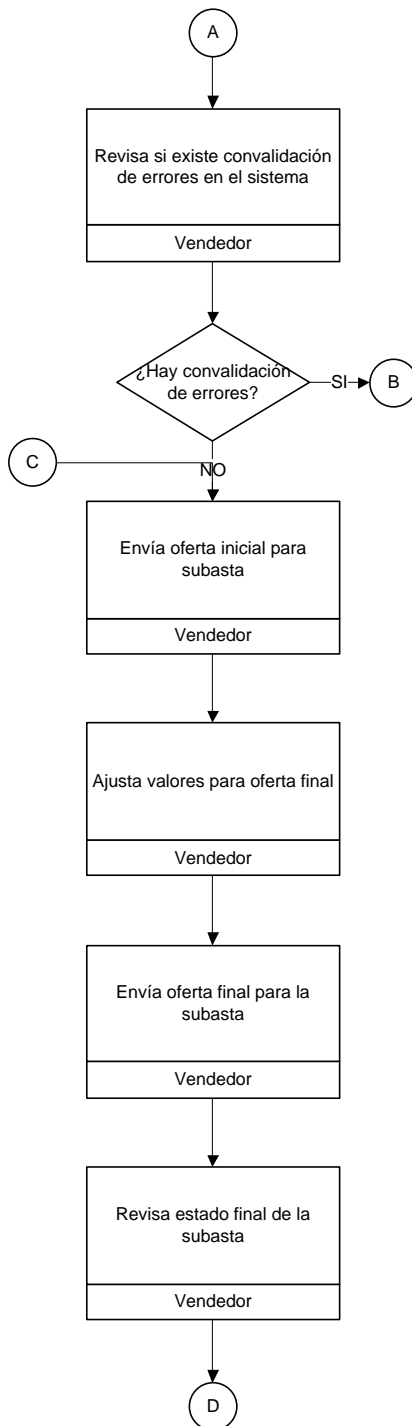 A
Revisa si existe convalidación
de errores en el sistema
Vendedor
¿Hay convalidación
de errores?
SI
B
C
NO
Envía oferta inicial para
subasta
Vendedor
Ajusta valores para oferta final
Vendedor
Envía oferta final para la
subasta
Vendedor
Revisa estado final de la
subasta
Vendedor
D